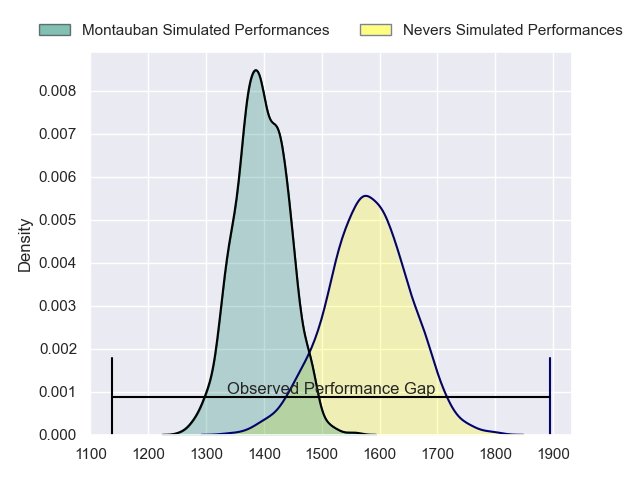 Montauban Simulated Performances
Nevers Simulated Performances
0.008
0.007
0.006
0.005
0.004
0.003
0.002
0.001
0.000
Density
Observed Performance Gap
1100 1200 1300 1400 1500 1600 1700 1800 1900